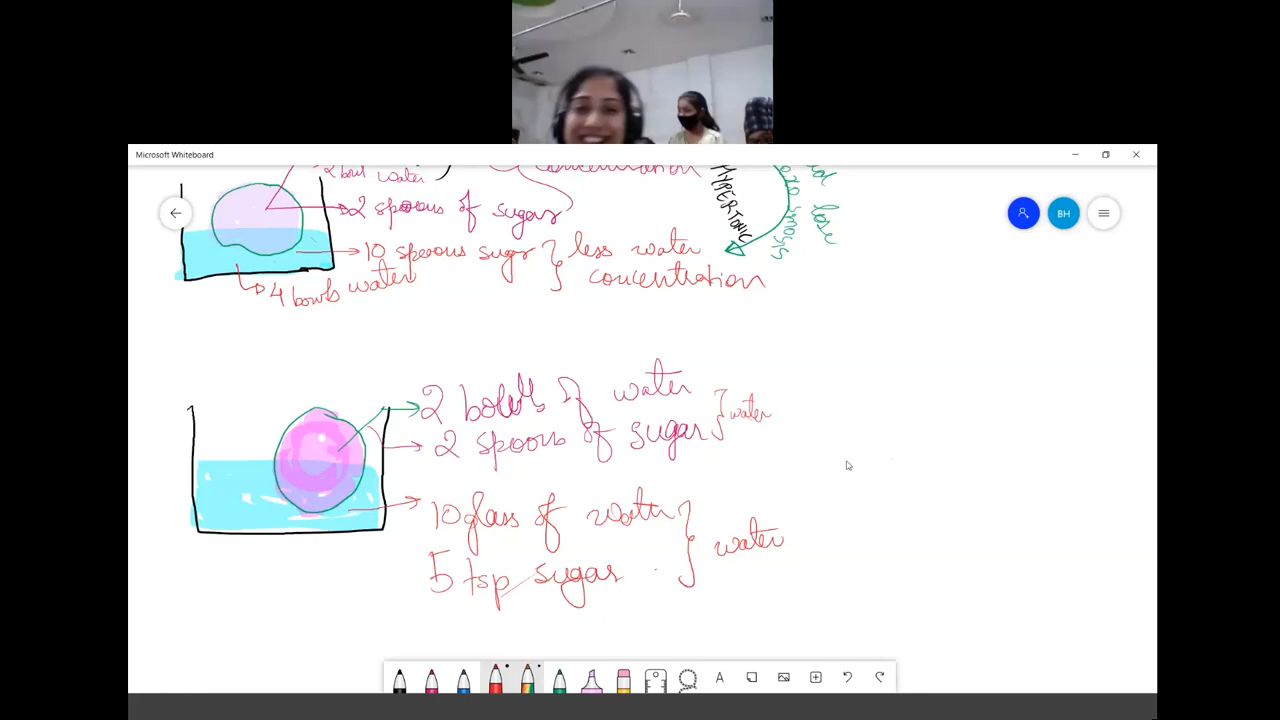 Microsoft Whiteboard
2 bowl water
concentration
2 spoons of sugar
10 spoons sugr } less water
concentration
4 bowls water
HYPERTONIC
lose
BH
2 bowls of water
2 spoons of sugar } water
10 glass of water
5 tsp sugar } water
A